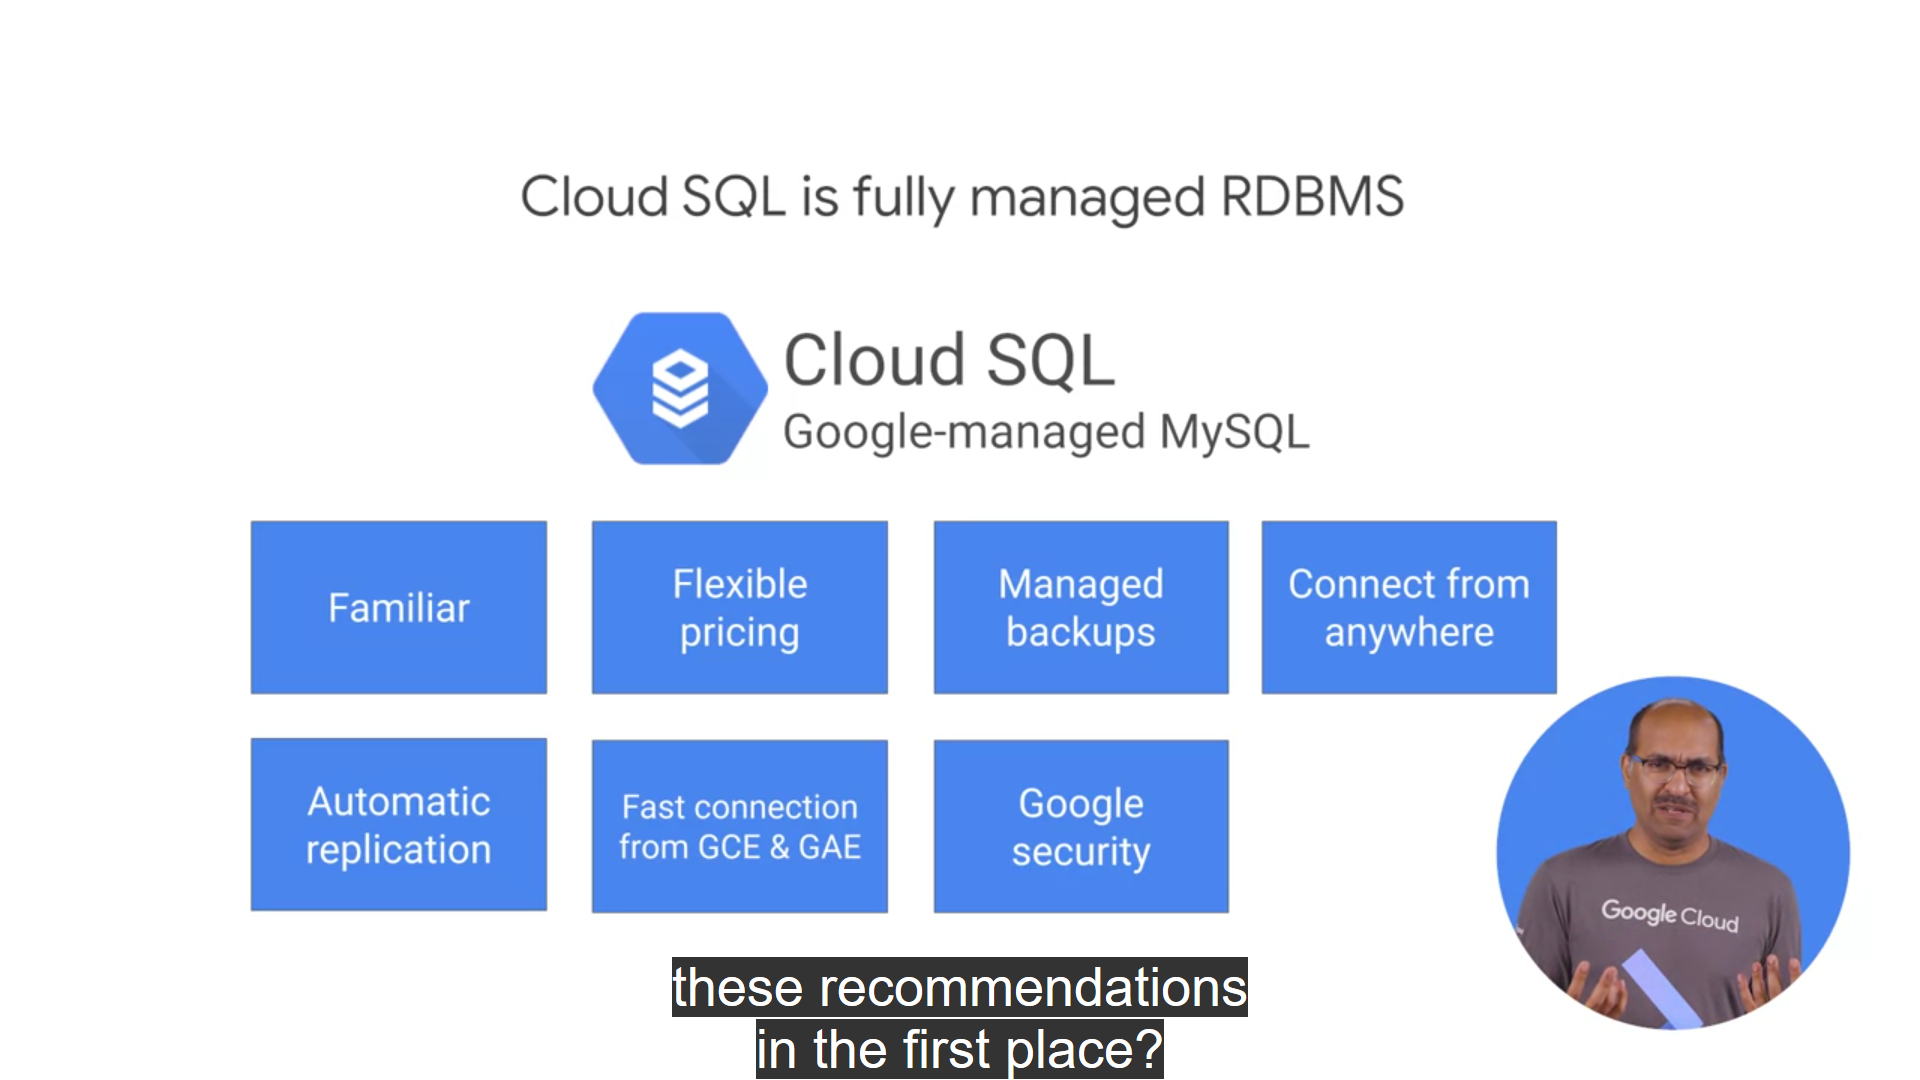 Cloud SQL is fully managed RDBMS
Cloud SQL
Google-managed MySQL
Familiar
Flexible
pricing
Managed
backups
Connect from
anywhere
Automatic
replication
Fast connection
from GCE & GAE
Google
security
Google Cloud
these recommendations
in the first place?